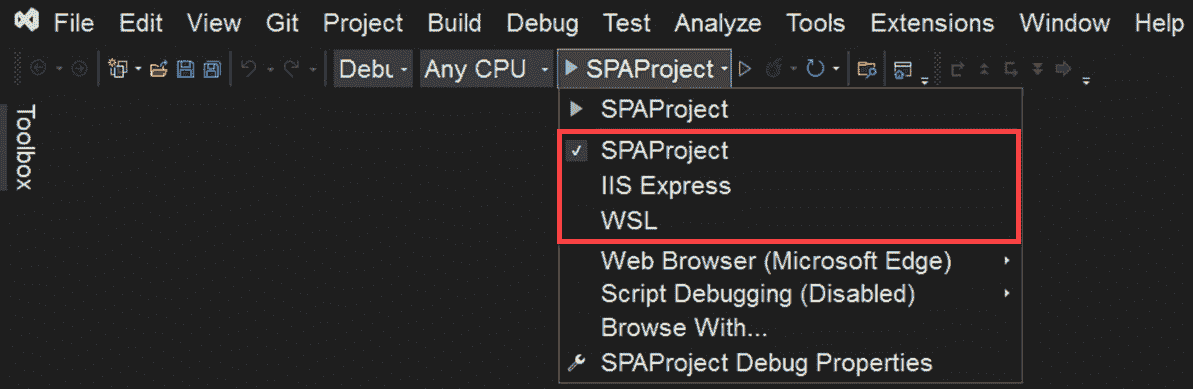 File Edit View Git Project Build Debug Test Analyze Tools Extensions Window Help
Debu Any CPU SPAProject
Toolbox
SPAProject
SPAProject
IIS Express
WSL
Web Browser (Microsoft Edge)
Script Debugging (Disabled)
Browse With...
SPAProject Debug Properties